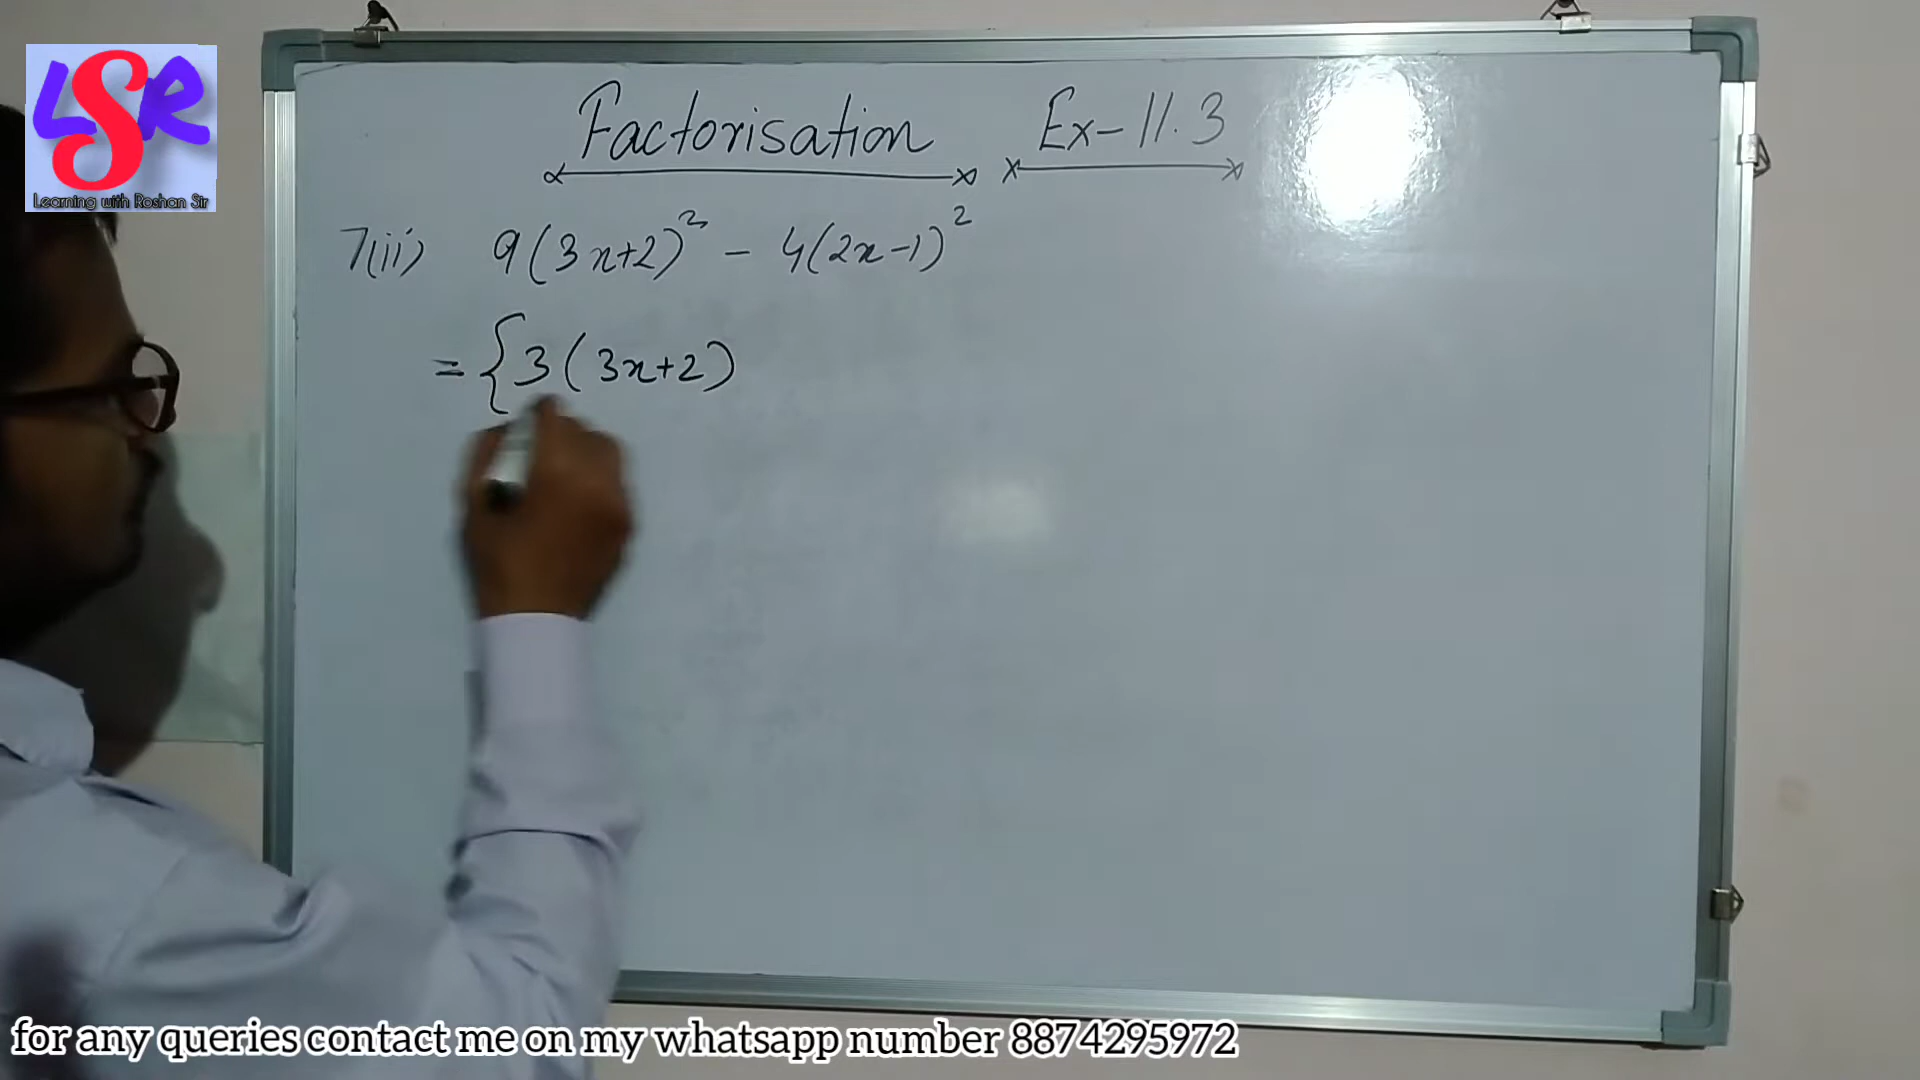 LSR
Learning with Roshan Sir
Factorisation Ex-11.3
7(ii) 9(3x+2)² - 4(2x-1)²
= {3(3x+2)
for any queries contact me on my whatsapp number 8874295972